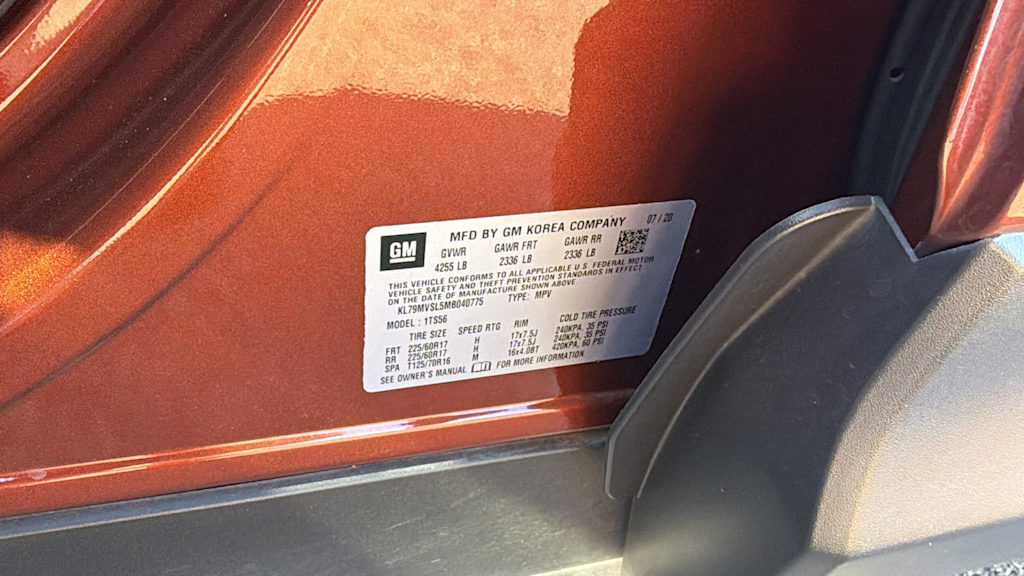 GM MFD BY GM KOREA COMPANY 07 / 20
GVWR GAWR FRT GAWR RR
4255 LB 2336 LB 2336 LB
THIS VEHICLE CONFORMS TO ALL APPLICABLE U.S. FEDERAL MOTOR
VEHICLE SAFETY AND THEFT PREVENTION STANDARDS IN EFFECT
ON THE DATE OF MANUFACTURE SHOWN ABOVE.
KL79MVSL5MB040775 TYPE: MPV
MODEL : 1TS56
TIRE SIZE SPEED RTG RIM COLD TIRE PRESSURE
FRT 225/60R17 H 17x7.5J 240KPA, 35 PSI
RR 225/60R17 H 17x7.5J 240KPA, 35 PSI
SPA T125/70R16 M 16x4.0BT 420KPA, 60 PSI
SEE OWNER'S MANUAL FOR MORE INFORMATION